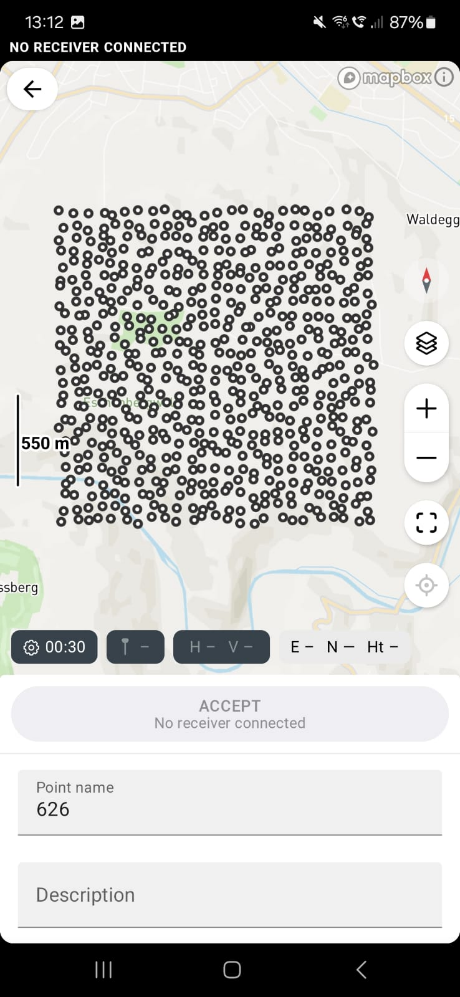 13:12
87%
NO RECEIVER CONNECTED
mapbox
Waldegg
550 m
ssberg
00:30
–
H – V –
E – N – Ht –
ACCEPT
No receiver connected
Point name
626
Description